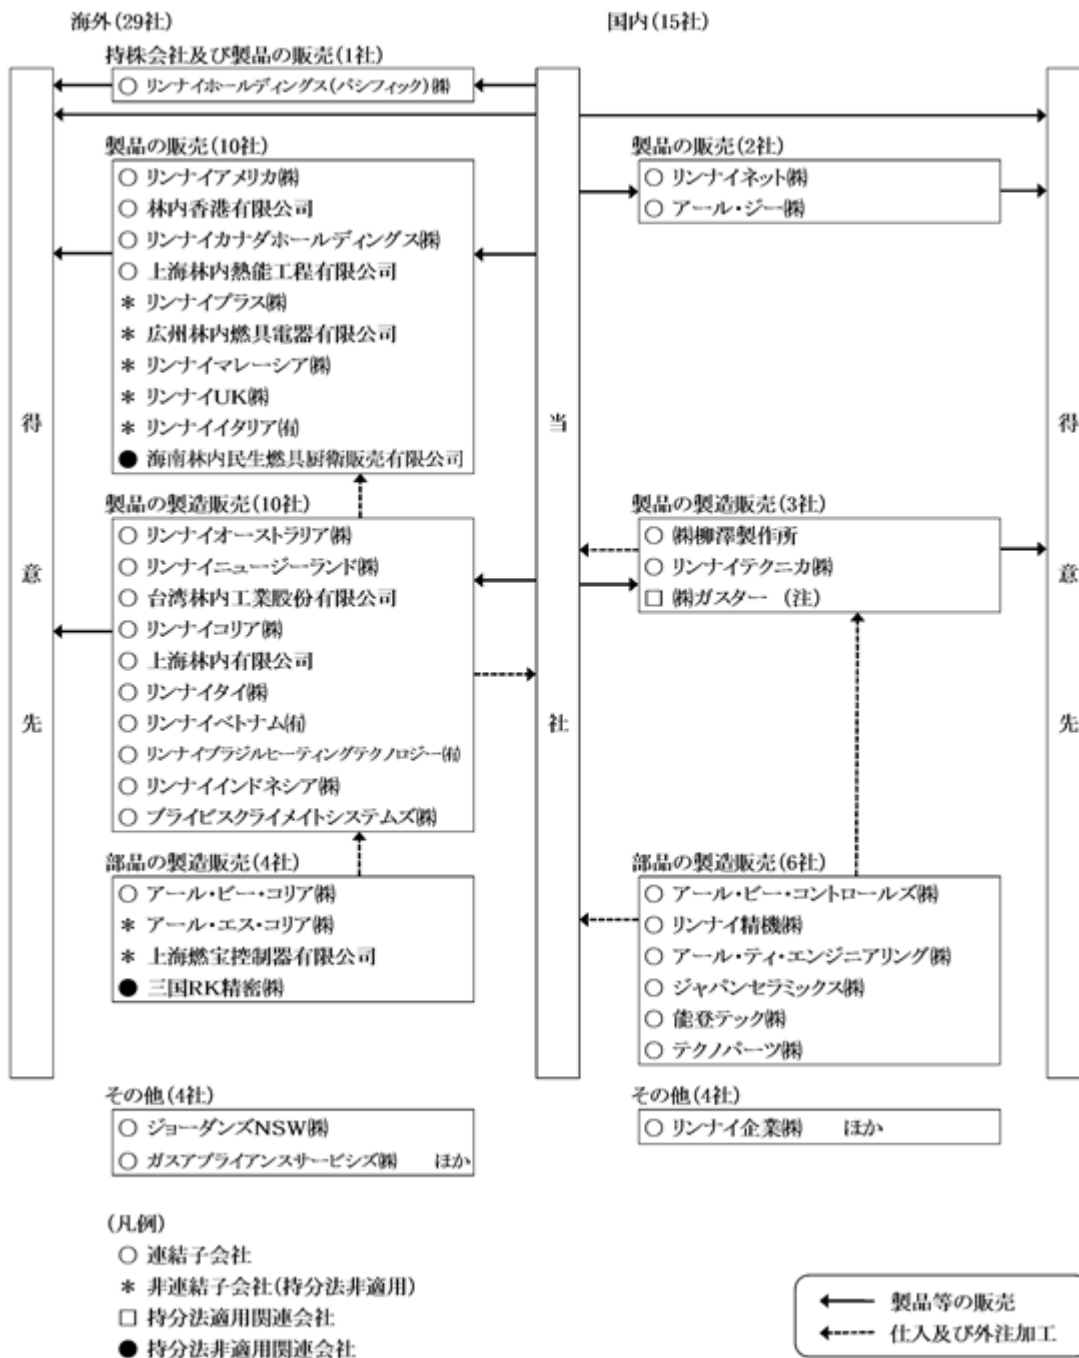 海外(29社)
国内(15社)
持株会社及び製品の販売(1社)
○ リンナイホールディングス(パシフィック)㈱
製品の販売(10社)
○ リンナイアメリカ㈱
○ 林内香港有限公司
○ リンナイカナダホールディングス㈱
○ 上海林内熱能工程有限公司
* リンナイプラス㈱
* 広州林内燃具電器有限公司
* リンナイマレーシア㈱
* リンナイUK㈱
* リンナイイタリア㈲
● 海南林内民生燃具厨衛販売有限公司
製品の製造販売(10社)
○ リンナイオーストラリア㈱
○ リンナイニュージーランド㈱
○ 台湾林内工業股份有限公司
○ リンナイコリア㈱
○ 上海林内有限公司
○ リンナイタイ㈱
○ リンナイベトナム㈲
○ リンナイブラジルヒーティングテクノロジー㈲
○ リンナイインドネシア㈱
○ ブライビスクライメイトシステムズ㈱
部品の製造販売(4社)
○ アール・ビー・コリア㈱
* アール・エス・コリア㈱
* 上海燃宝控制器有限公司
● 三国RK精密㈱
その他(4社)
○ ジョーダンズNSW㈱
○ ガスアプライアンスサービシズ㈱ ほか
得意先
当社
製品の販売(2社)
○ リンナイネット㈱
○ アール・ジー㈱
製品の製造販売(3社)
○ ㈱柳澤製作所
○ リンナイテクニカ㈱
□ ㈱ガスター (注)
部品の製造販売(6社)
○ アール・ビー・コントロールズ㈱
○ リンナイ精機㈱
○ アール・ティ・エンジニアリング㈱
○ ジャパンセラミックス㈱
○ 能登テック㈱
○ テクノパーツ㈱
その他(4社)
○ リンナイ企業㈱ ほか
得意先
(凡例)
○ 連結子会社
* 非連結子会社(持分法非適用)
□ 持分法適用関連会社
● 持分法非適用関連会社
製品等の販売
仕入及び外注加工